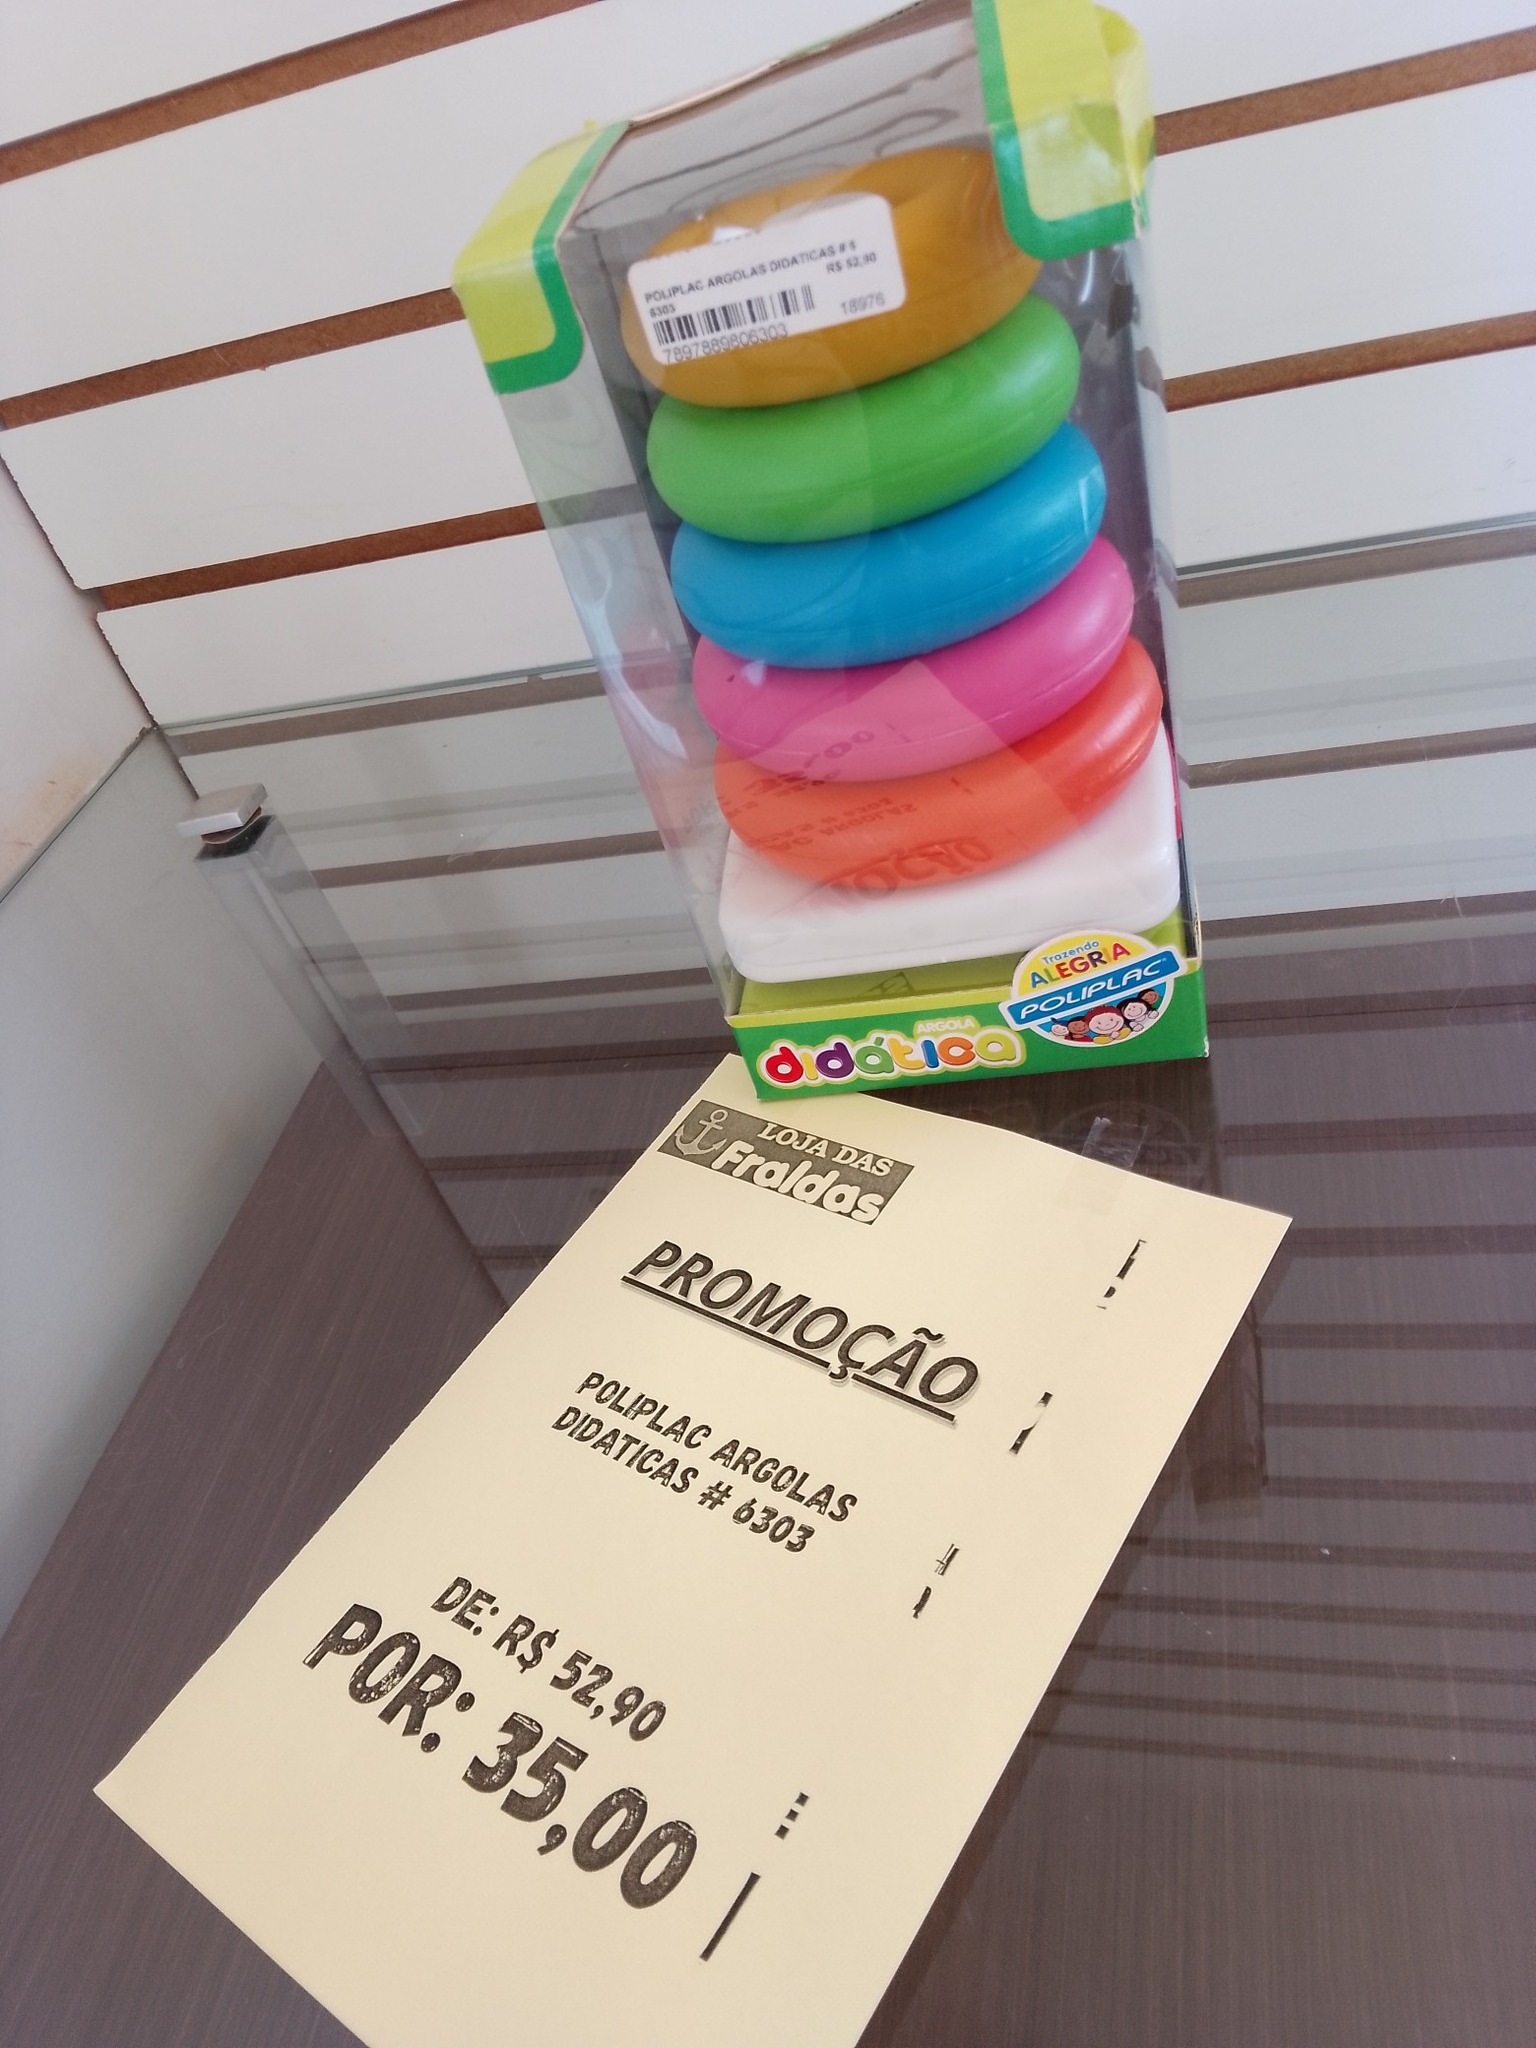 POLIPLAC ARGOLAS DIDATICAS # 6
6303
R$ 52,90
7897889806303
18976
Trazendo
ALEGRIA
POLIPLAC
ARGOLA
didática
LOJA DAS
Fraldas
PROMOÇÃO
POLIPLAC ARGOLAS
DIDATICAS # 6303
DE: R$ 52,90
POR: 35,00